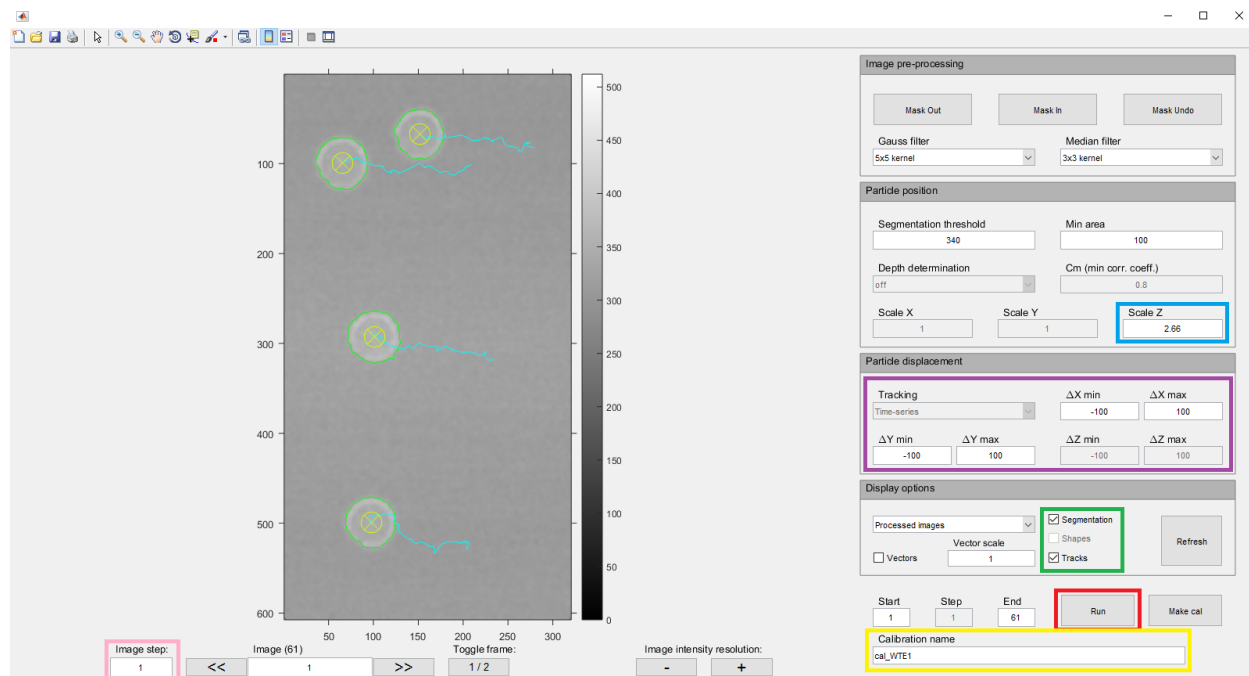 Image pre-processing
Mask Out
Mask In
Mask Undo
Gauss filter
Median filter
5x5 kernel
3x3 kernel
Particle position
Segmentation threshold
Min area
340
100
Depth determination
Cm (min corr. coeff.)
off
0.8
Scale X
Scale Y
Scale Z
1
1
2.66
Particle displacement
Tracking
ΔX min
ΔX max
Time-series
-100
100
ΔY min
ΔY max
ΔZ min
ΔZ max
-100
100
-100
100
Display options
Processed images
Segmentation
Shapes
Tracks
Vector scale
Vectors
1
Refresh
Start
Step
End
1
1
61
Run
Make cal
Calibration name
cal_WTE1
100
200
300
400
500
600
50
100
150
200
250
300
500
450
400
350
300
250
200
150
100
50
0
Image step:
Image (61)
Toggle frame:
Image intensity resolution:
1
<<
1
>>
1 / 2
-
+